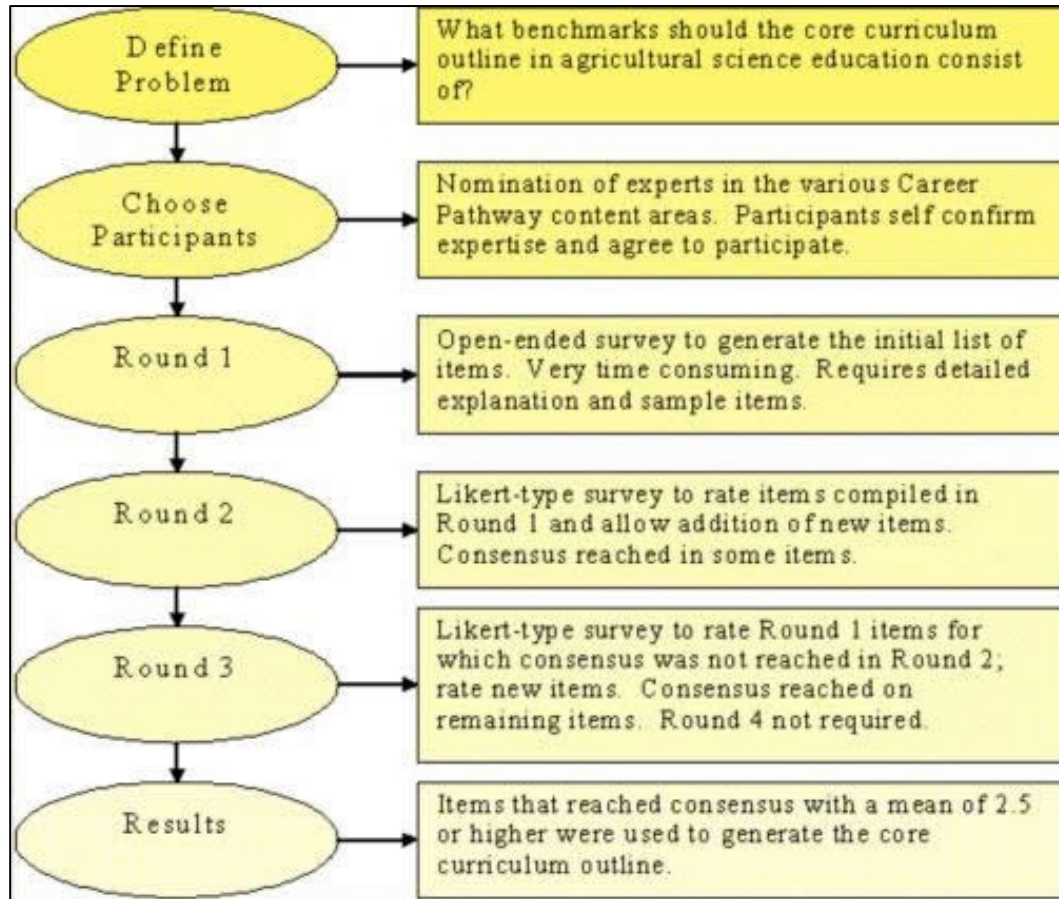 Define
Problem
What benchmarks should the core curriculum
outline in agricultural science education consist
of?
Choose
Participants
Nomination of experts in the various Career
Pathway content areas.  Participants self confirm
expertise and agree to participate.
Round 1
Open-ended survey to generate the initial list of
items.  Very time consuming.  Requires detailed
explanation and sample items.
Round 2
Likert-type survey to rate items compiled in
Round 1 and allow addition of new items.
Consensus reached in some items.
Round 3
Likert-type survey to rate Round 1 items for
which consensus was not reached in Round 2;
rate new items.  Consensus reached on
remaining items.  Round 4 not required.
Results
Items that reached consensus with a mean of 2.5
or higher were used to generate the core
curriculum outline.